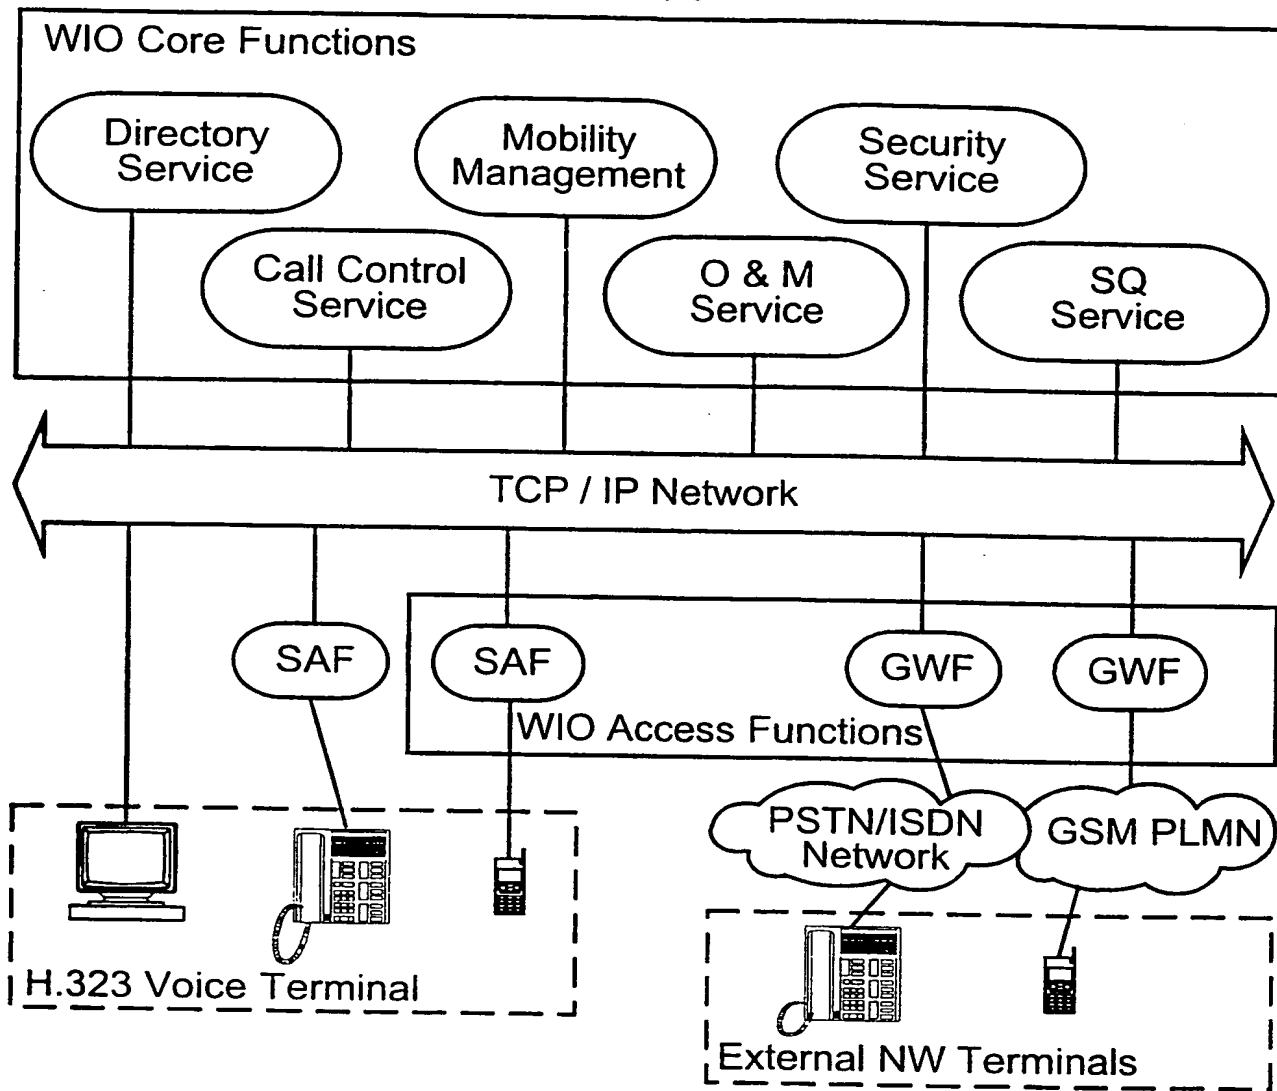 WIO Core Functions
Directory
Service
Mobility
Management
Security
Service
Call Control
Service
O & M
Service
SQ
Service
TCP / IP Network
SAF
SAF
GWF
GWF
WIO Access Functions
PSTN/ISDN
Network
GSM PLMN
H.323 Voice Terminal
External NW Terminals